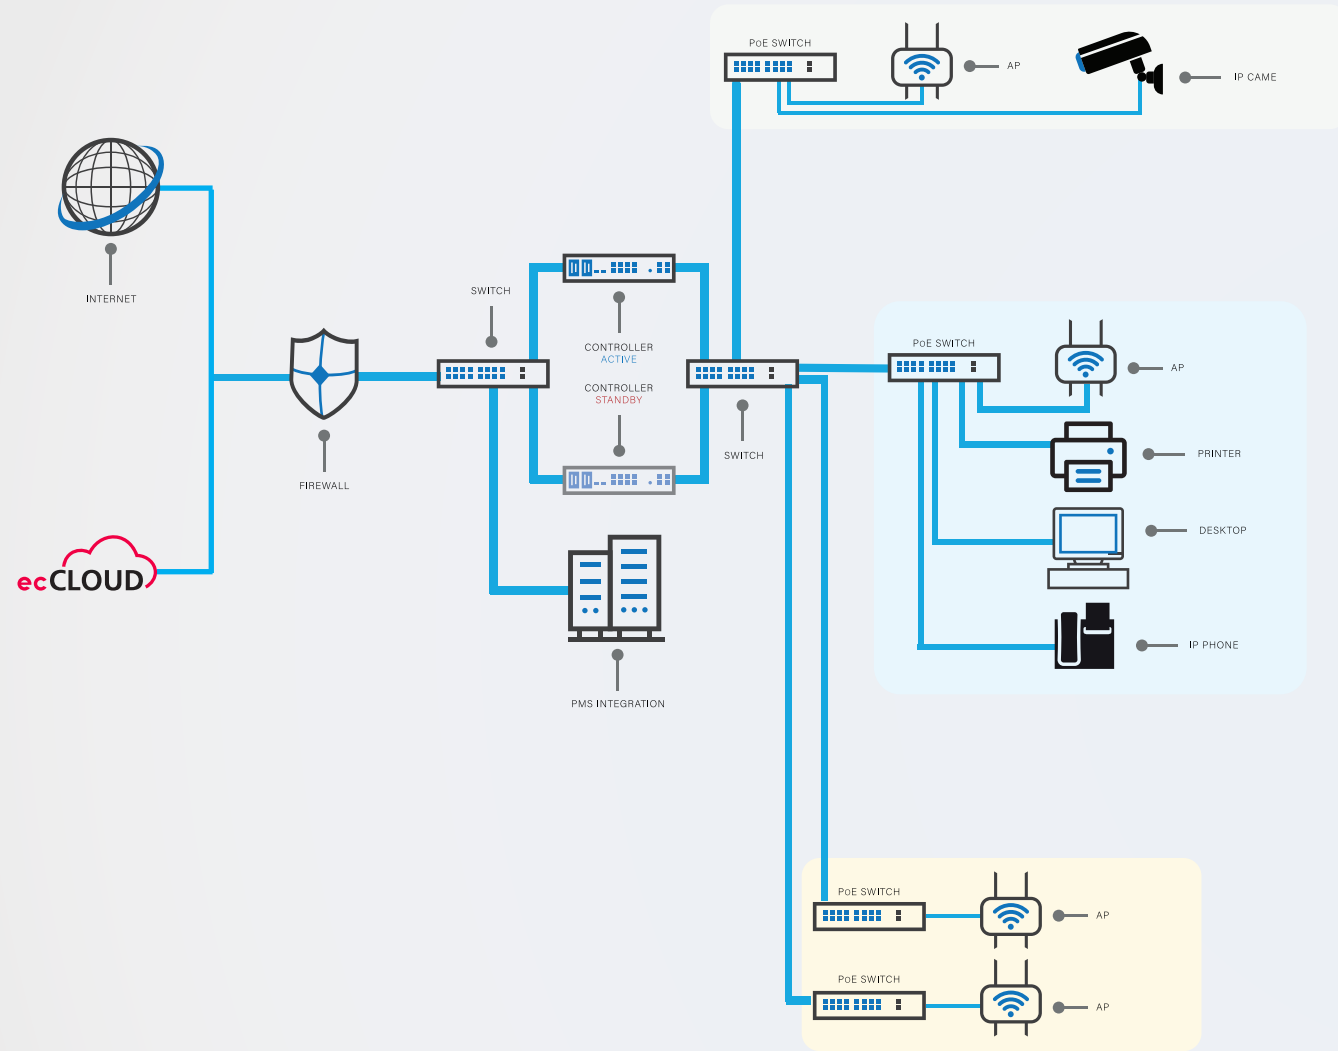 PoE SWITCH
AP
IP CAME
INTERNET
SWITCH
CONTROLLER
ACTIVE
CONTROLLER
STANDBY
SWITCH
FIREWALL
ecCLOUD
PMS INTEGRATION
PoE SWITCH
AP
PRINTER
DESKTOP
IP PHONE
PoE SWITCH
AP
PoE SWITCH
AP